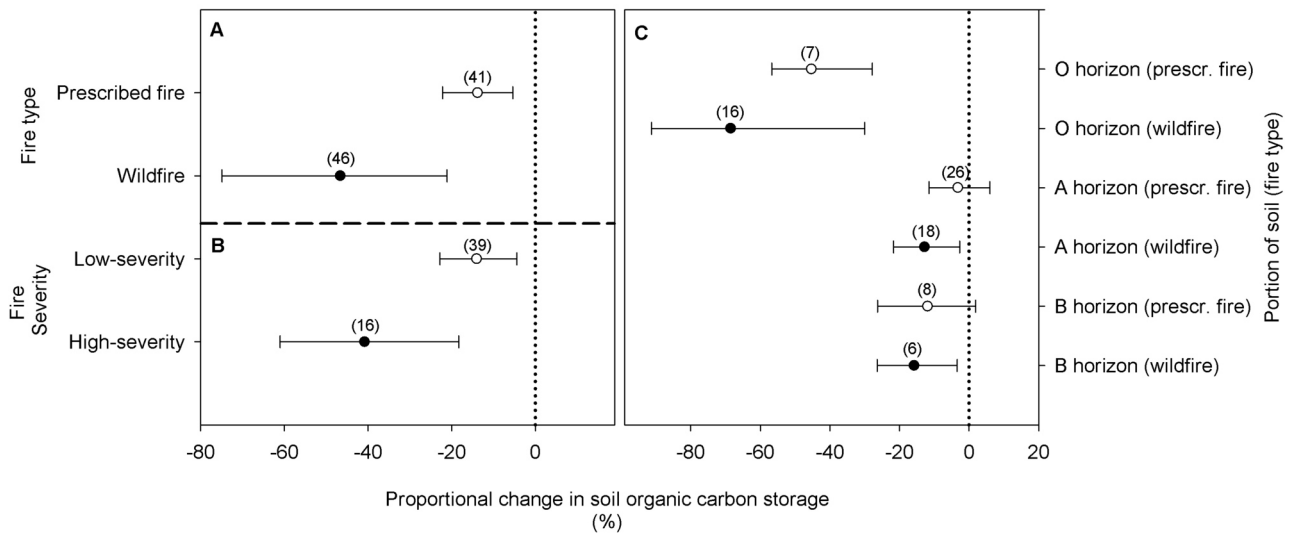 A
Fire type
Prescribed fire
(41)
Wildfire
(46)
B
Fire
Severity
Low-severity
(39)
High-severity
(16)
-80
-60
-40
-20
0
C
(7)
O horizon (prescr. fire)
(16)
O horizon (wildfire)
(26)
A horizon (prescr. fire)
(18)
A horizon (wildfire)
(8)
B horizon (prescr. fire)
(6)
B horizon (wildfire)
Portion of soil (fire type)
-80
-60
-40
-20
0
20
Proportional change in soil organic carbon storage
(%)